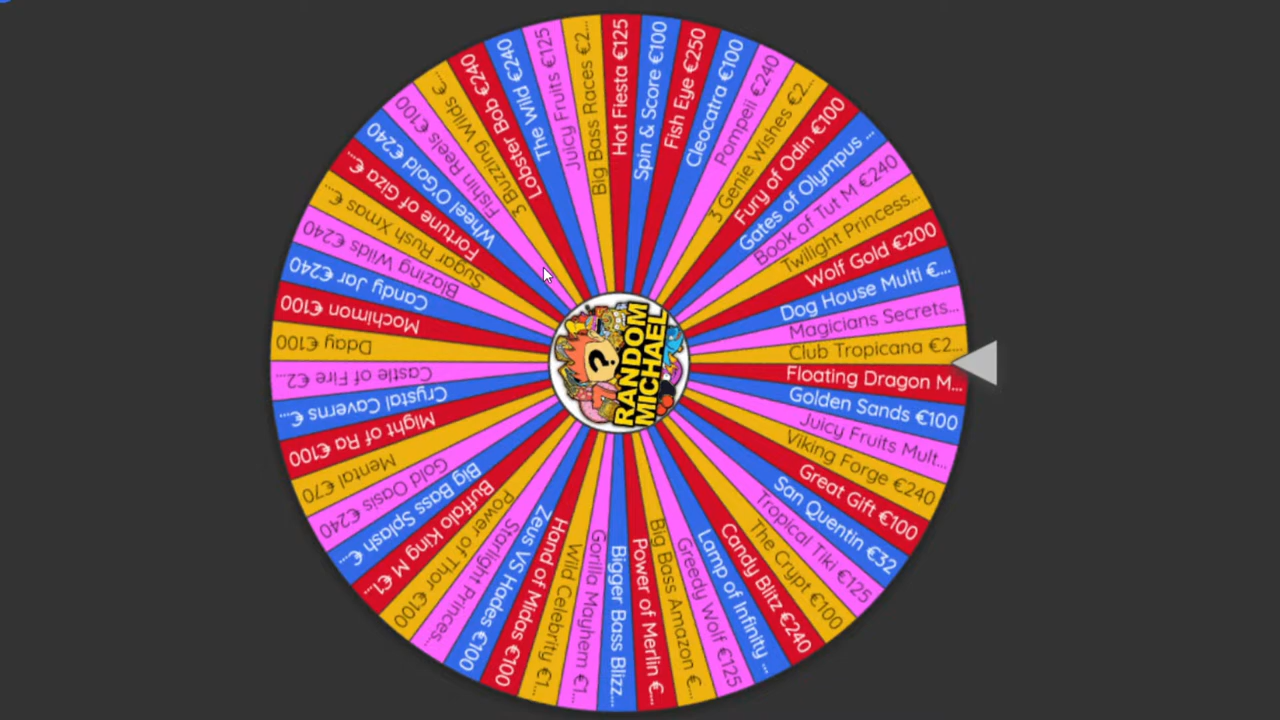 Hot Fiesta €125
Spin & Score €100
Fish Eye €250
Cleocatra €100
Pompeii €240
3 Genie Wishes €2...
Fury of Odin €100
Gates of Olympus ...
Book of Tut M €240
Twilight Princess...
Wolf Gold €200
Dog House Multi €...
Magicians Secrets...
Club Tropicana €2...
Floating Dragon M...
Golden Sands €100
Juicy Fruits Mult...
Viking Forge €240
Great Gift €100
San Quentin €32
Tropical Tiki €125
The Crypt €100
Candy Blitz €240
Lamp of Infinity ...
Greedy Wolf €125
Big Bass Amazon €...
Power of Merlin €...
Bigger Bass Blizz...
Gorilla Mayhem €1...
Wild Celebrity €1...
Hand of Midas €100
Zeus VS Hades €100
Starlight Princes...
Power of Thor €100
Buffalo King M €1...
Big Bass Splash €...
Gold Oasis €240
Mental €70
Might of Ra €100
Crystal Caverns €...
Castle of Fire €2...
Dday €100
Mochimon €100
Candy Jar €240
Blazing Wilds €240
Sugar Rush Xmas €...
Fortune of Giza €...
Wheel O'Gold €240
Fishin Reels €100
3 Buzzing Wilds €...
Lobster Bob €240
The Wild €240
Juicy Fruits €125
Big Bass Races €2...
?
RANDOM
MICHAEL